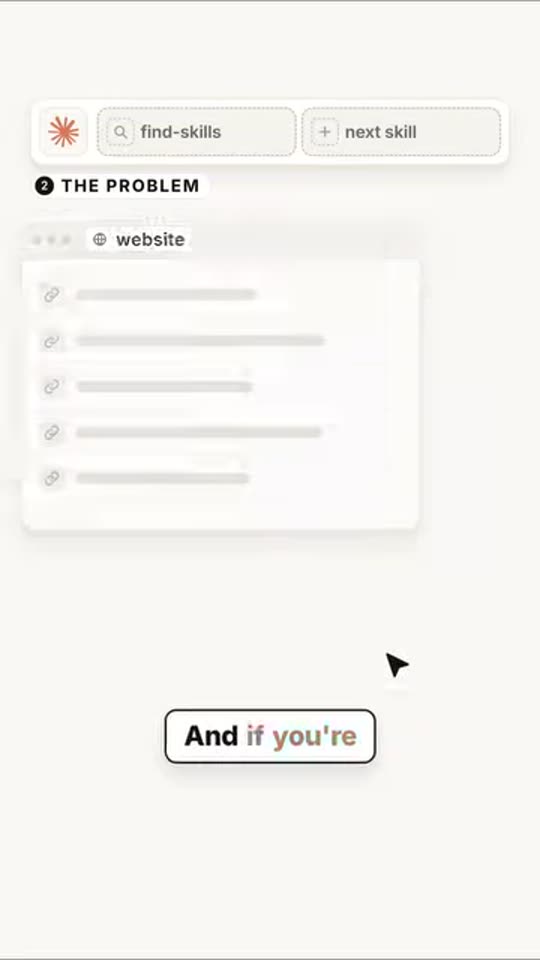 find-skills
next skill
2 THE PROBLEM
website
And if you're